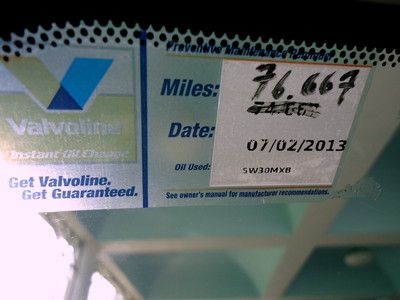 Preventive Maintenance Reminder
Valvoline
Instant Oil Change
Get Valvoline.
Get Guaranteed.
Miles: 76.667
Date: 07/02/2013
Oil Used: 5W30MXB
See owner's manual for manufacturer recommendations.